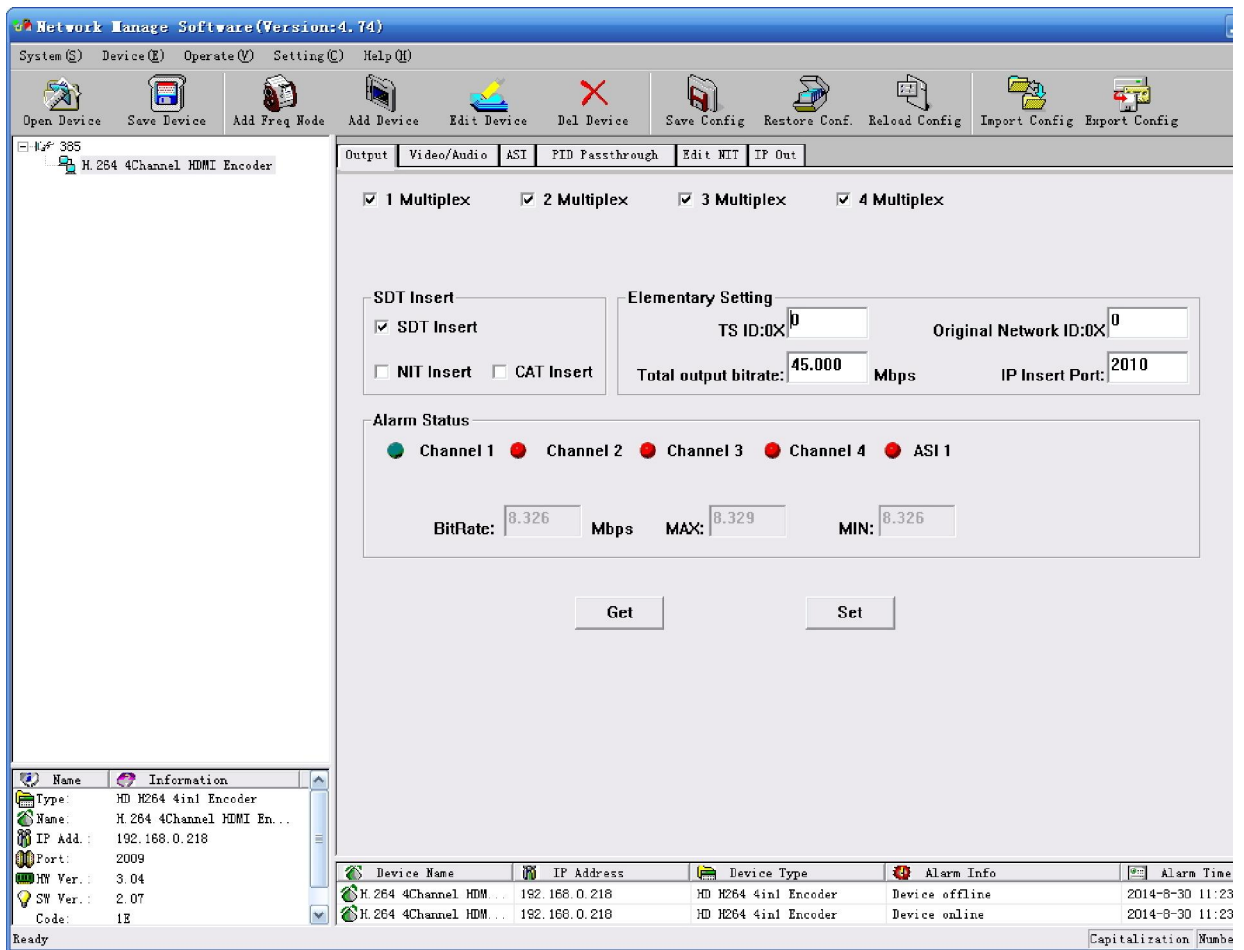 Network Manage Software(Version:4.74)
System(S) Device(E) Operate(V) Setting(C) Help(H)
Open Device Save Device Add Freq Node Add Device Edit Device Del Device Save Config Restore Conf. Reload Config Import Config Export Config
385
H.264 4Channel HDMI Encoder
Output Video/Audio ASI PID Passthrough Edit NIT IP Out
1 Multiplex 2 Multiplex 3 Multiplex 4 Multiplex
SDT Insert
SDT Insert
NIT Insert CAT Insert
Elementary Setting
TS ID:0X 0 Original Network ID:0X 0
Total output bitrate: 45.000 Mbps IP Insert Port: 2010
Alarm Status
Channel 1 Channel 2 Channel 3 Channel 4 ASI 1
BitRate: 8.326 Mbps MAX: 8.329 MIN: 8.326
Get Set
Name Information
Type: HD H264 4in1 Encoder
Name: H.264 4Channel HDMI En...
IP Add.: 192.168.0.218
Port: 2009
HW Ver.: 3.04
SW Ver.: 2.07
Code: 1E
Device Name IP Address Device Type Alarm Info Alarm Time
H.264 4Channel HDM... 192.168.0.218 HD H264 4in1 Encoder Device offline 2014-8-30 11:23
H.264 4Channel HDM... 192.168.0.218 HD H264 4in1 Encoder Device online 2014-8-30 11:23
Ready Capitalization Numbe